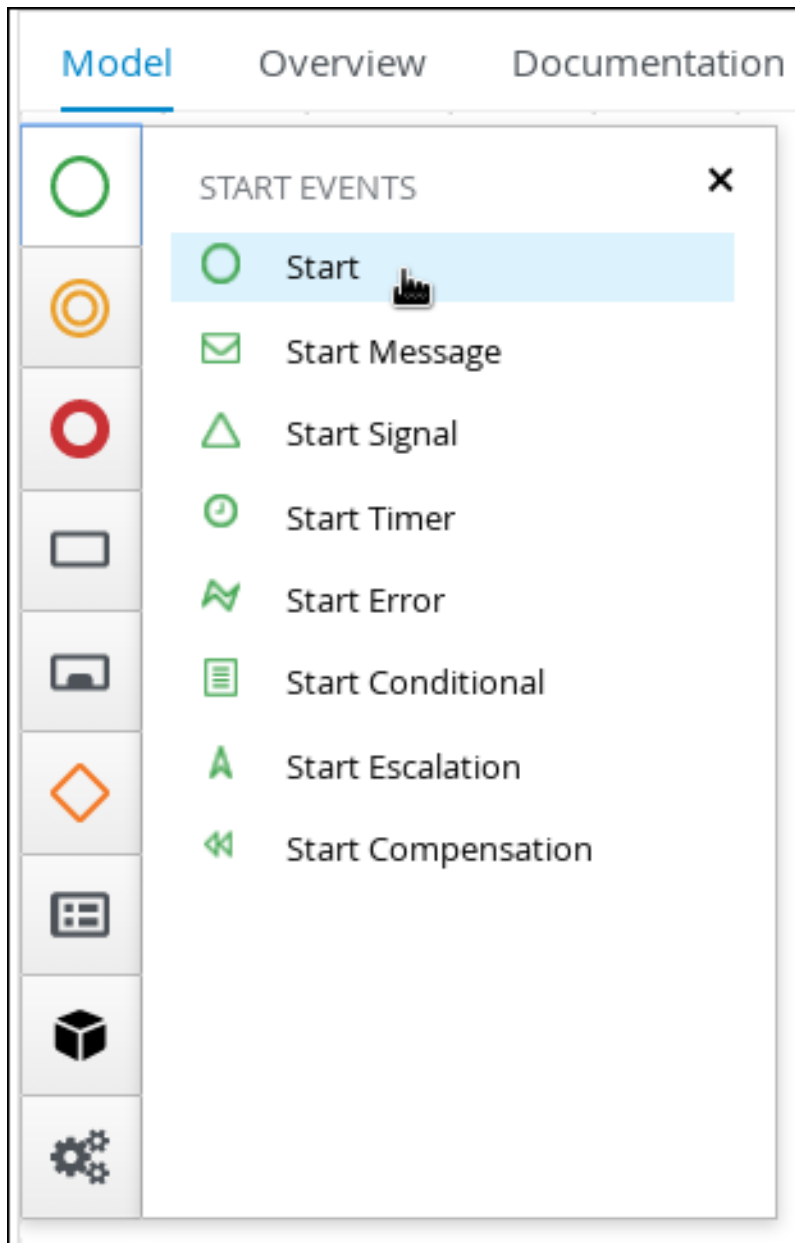 Model Overview Documentation
START EVENTS
Start
Start Message
Start Signal
Start Timer
Start Error
Start Conditional
Start Escalation
Start Compensation